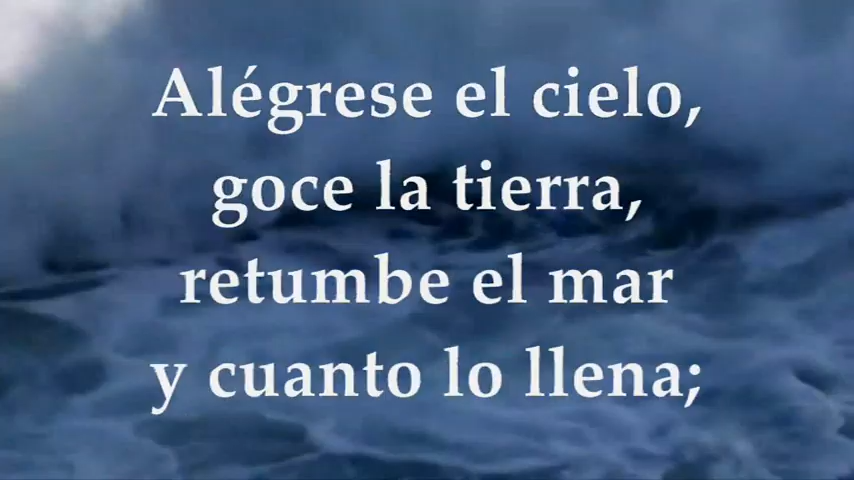 Alégrese el cielo,
goce la tierra,
retumbe el mar
y cuanto lo llena;